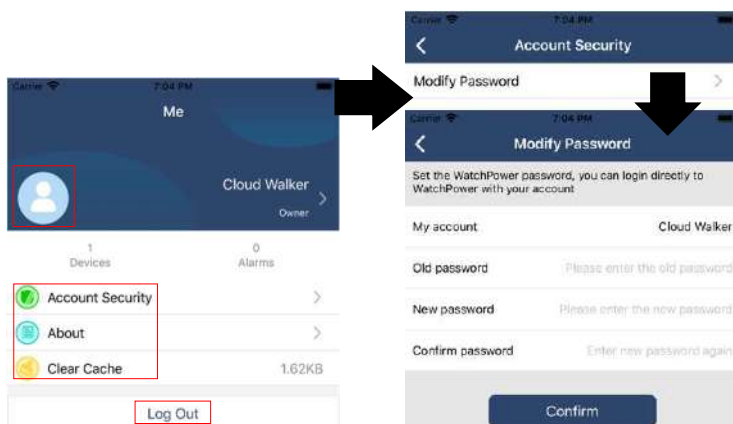 Carrier 7:04 PM
Me
Cloud Walker
Owner
1
Devices
0
Alarms
Account Security
About
Clear Cache 1.62KB
Log Out
Carrier 7:04 PM
Account Security
Modify Password
Carrier 7:04 PM
Modify Password
Set the WatchPower password, you can login directly to
WatchPower with your account
My account Cloud Walker
Old password Please enter the old password
New password Please enter the new password
Confirm password Enter new password again
Confirm